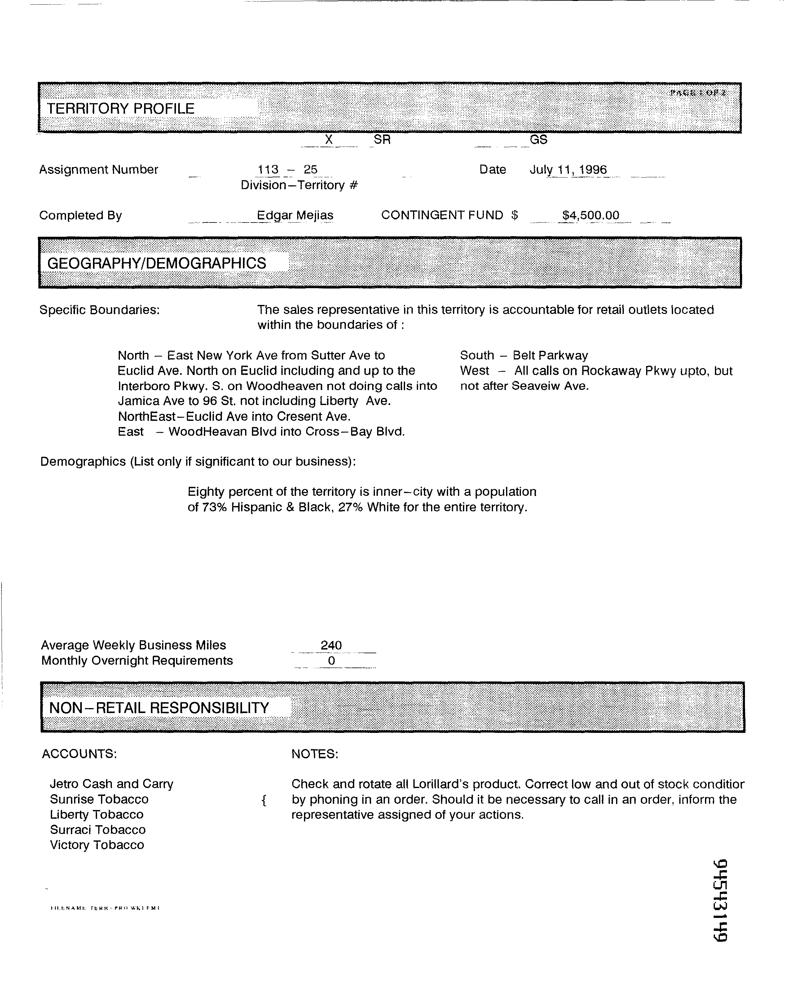 PAGE 1 OF 2
TERRITORY PROFILE
X SR GS
Assignment Number 113 – 25 Date July 11, 1996
Division–Territory #
Completed By Edgar Mejias CONTINGENT FUND $ $4,500.00
GEOGRAPHY/DEMOGRAPHICS
Specific Boundaries: The sales representative in this territory is accountable for retail outlets located
within the boundaries of :
North – East New York Ave from Sutter Ave to South – Belt Parkway
Euclid Ave. North on Euclid including and up to the West – All calls on Rockaway Pkwy upto, but
Interboro Pkwy. S. on Woodheaven not doing calls into not after Seaveiw Ave.
Jamica Ave to 96 St. not including Liberty Ave.
NorthEast–Euclid Ave into Cresent Ave.
East – WoodHeavan Blvd into Cross–Bay Blvd.
Demographics (List only if significant to our business):
Eighty percent of the territory is inner–city with a population
of 73% Hispanic & Black, 27% White for the entire territory.
Average Weekly Business Miles 240
Monthly Overnight Requirements 0
NON–RETAIL RESPONSIBILITY
ACCOUNTS: NOTES:
Jetro Cash and Carry Check and rotate all Lorillard's product. Correct low and out of stock condition
Sunrise Tobacco { by phoning in an order. Should it be necessary to call in an order, inform the
Liberty Tobacco representative assigned of your actions.
Surraci Tobacco
Victory Tobacco
FILENAME TERR–PRO
94543149